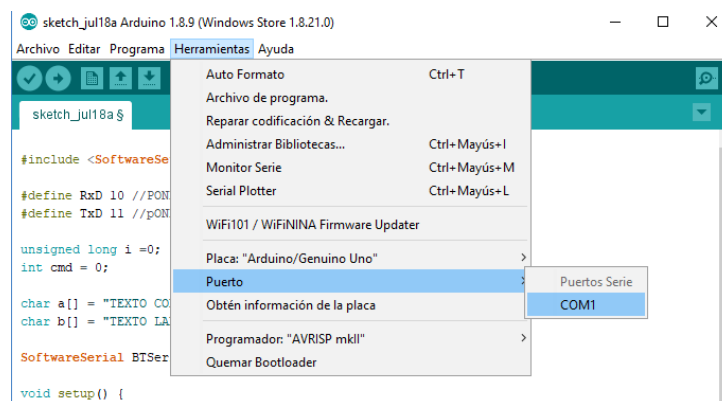 sketch_jul18a Arduino 1.8.9 (Windows Store 1.8.21.0)
Archivo Editar Programa Herramientas Ayuda
sketch_jul18a §
Auto Formato Ctrl+T
Archivo de programa.
Reparar codificación & Recargar.
Administrar Bibliotecas... Ctrl+Mayús+I
Monitor Serie Ctrl+Mayús+M
Serial Plotter Ctrl+Mayús+L
WiFi101 / WiFiNINA Firmware Updater
Placa: "Arduino/Genuino Uno"
Puerto
Obtén información de la placa
Programador: "AVRISP mkII"
Quemar Bootloader
Puertos Serie
COM1
#include <SoftwareSe
#define RxD 10 //PON
#define TxD 11 //pON
unsigned long i =0;
int cmd = 0;
char a[] = "TEXTO CO
char b[] = "TEXTO LA
SoftwareSerial BTSer
void setup() {